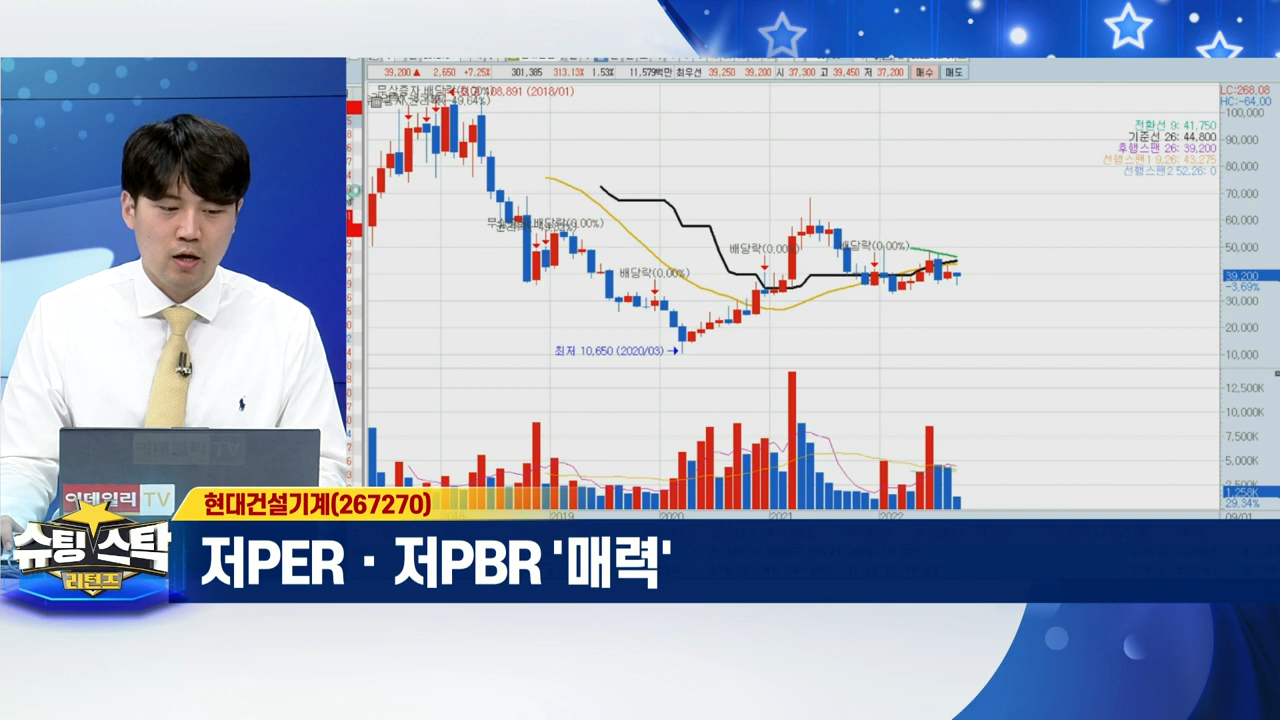 39,200 ▲ 2,650 +7.25% 301,385 313.13% 1.53% 11,579백만 최우선 39,250 39,200 시 37,300 고 39,450 저 37,200 매수 매도
LC:268.08
HC:-64.00
전환선 9: 41,750
기준선 26: 44,800
후행스팬 26: 39,200
선행스팬1 9,26: 43,275
선행스팬2 52,26: 0
100,000
90,000
80,000
70,000
60,000
50,000
39,200
-3.69%
30,000
20,000
10,000
배당락(0.00%)
배당락(0.00%)
배당락(0.00%)
배당락(0.00%)
최저 10,650 (2020/03)
12,500K
10,000K
7,500K
5,000K
1,258K
29.34%
2019
2020
2021
2022
09/01
이데일리TV
현대건설기계(267270)
슈팅스탁
리턴즈
저PER · 저PBR '매력'